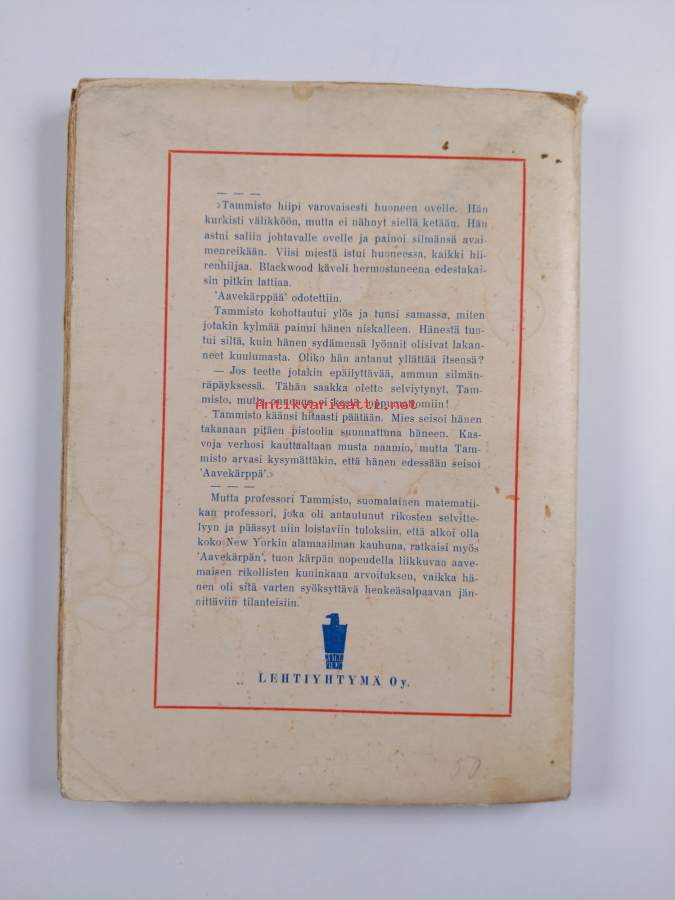 — — —
›Tammisto hiipi varovaisesti huoneen ovelle. Hän
kurkisti välikköön, mutta ei nähnyt siellä ketään. Hän
astui saliin johtavalle ovelle ja painoi silmänsä avai-
menreikään. Viisi miestä istui huoneessa, kaikki hii-
renhiljaa. Blackwood käveli hermostuneena edestakai-
sin pitkin lattiaa.
'Aavekärppää' odotettiin.
Tammisto kohottautui ylös ja tunsi samassa, miten
jotakin kylmää painui hänen niskalleen. Hänestä tun-
tui siltä, kuin hänen sydämensä lyönnit olisivat lakan-
neet kuulumasta. Oliko hän antanut yllättää itsensä?
— Jos teette jotakin epäilyttävää, ammun silmän-
räpäyksessä. Tähän saakka olette selviytynyt, Tam-
misto, mutta ei kestä loppumattomiin!
Antikvariaatti.net
Tammisto käänsi hitaasti päätään. Mies seisoi hänen
takanaan pitäen pistoolia suunnattuna häneen. Kas-
voja verhosi kauttaaltaan musta naamio, mutta Tam-
misto arvasi kysymättäkin, että hänen edessään seisoi
'Aavekärppä'.›
— — —
Mutta professori Tammisto, suomalainen matematii-
kan professori, joka oli antautunut rikosten selvitte-
lyyn ja päässyt niin loistaviin tuloksiin, että alkoi olla
koko New Yorkin alamaailman kauhuna, ratkaisi myös
'Aavekärpän', tuon kärpän nopeudella liikkuvan aave-
maisen rikollisten kuninkaan arvoituksen, vaikka hä-
nen oli sitä varten syöksyttävä henkeäsalpaavan jän-
nittäviin tilanteisiin.
LEHTIYHTYMÄ Oy.
50